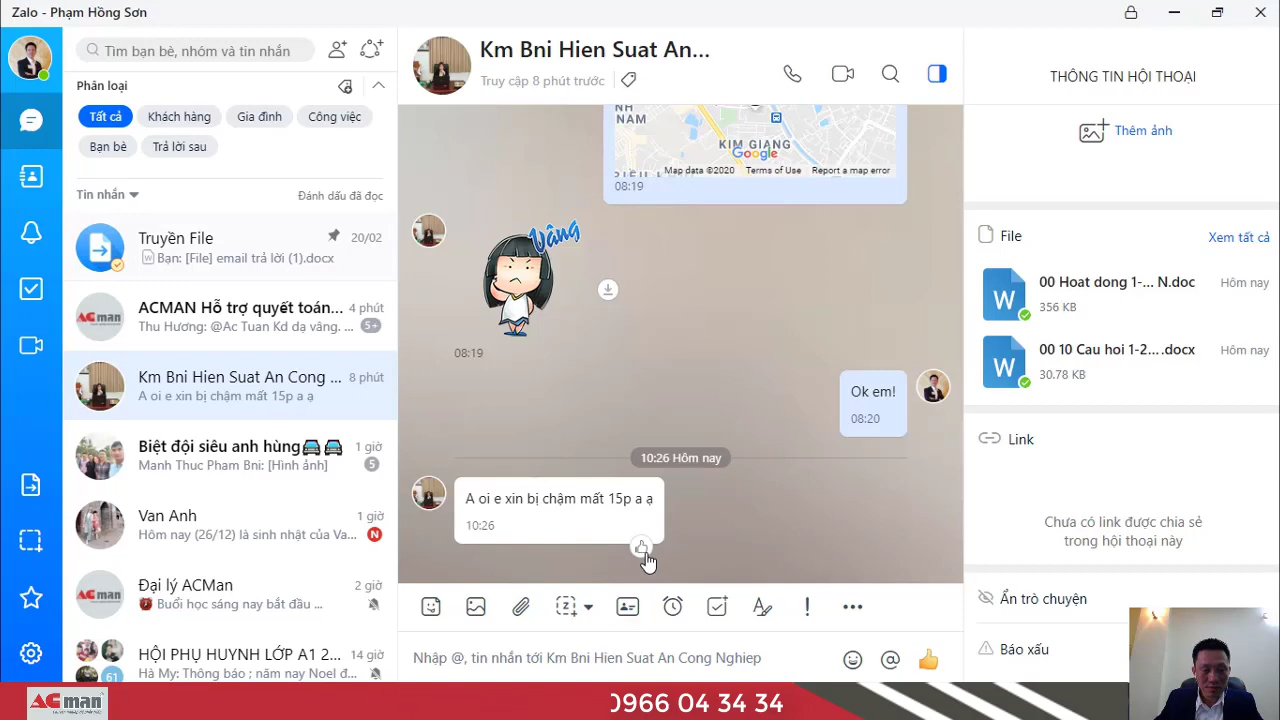 Zalo - Phạm Hồng Sơn
Tìm bạn bè, nhóm và tin nhắn
Phân loại
Tất cả
Khách hàng
Gia đình
Công việc
Bạn bè
Trả lời sau
Tin nhắn
Đánh dấu đã đọc
Truyền File
20/02
Bạn: [File] email trả lời (1).docx
ACMAN Hỗ trợ quyết toán...
4 phút
Thu Hương: @Ac Tuan Kd dạ vâng. ...
5+
Km Bni Hien Suat An Cong ...
8 phút
A oi e xin bị chậm mất 15p a ạ
Biệt đội siêu anh hùng
1 giờ
Manh Thuc Pham Bni: [Hình ảnh]
5
Van Anh
1 giờ
Hôm nay (26/12) là sinh nhật của Va...
N
Đại lý ACMan
2 giờ
Buổi học sáng nay bắt đầu ...
HỘI PHỤ HUYNH LỚP A1 2...
14 giờ
Hà My: Thông báo ; năm nay Noel đ...
61
Km Bni Hien Suat An...
Truy cập 8 phút trước
NH
NAM
KIM GIANG
Google
Map data ©2020
Terms of Use
Report a map error
08:19
Vâng
08:19
Ok em!
08:20
10:26 Hôm nay
A oi e xin bị chậm mất 15p a ạ
10:26
Nhập @, tin nhắn tới Km Bni Hien Suat An Cong Nghiep
THÔNG TIN HỘI THOẠI
Thêm ảnh
File
Xem tất cả
00 Hoat dong 1-... N.doc
Hôm nay
356 KB
00 10 Cau hoi 1-2... .docx
Hôm nay
30.78 KB
Link
Chưa có link được chia sẻ
trong hội thoại này
Ẩn trò chuyện
Báo xấu
ACman
0966 04 34 34